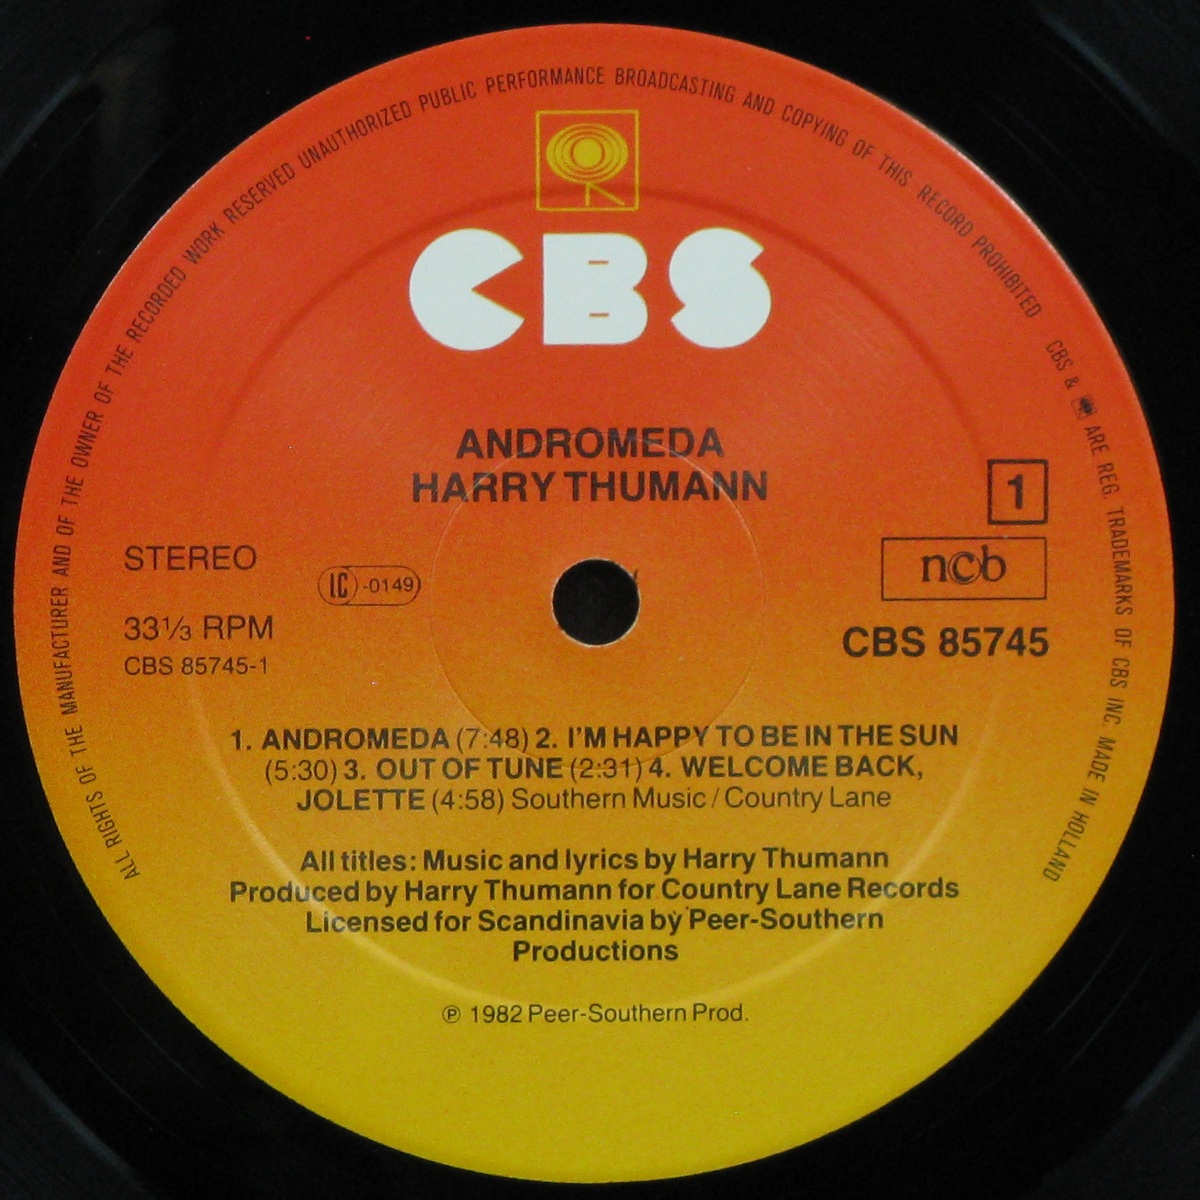 ALL RIGHTS OF THE MANUFACTURER AND OF THE OWNER OF THE RECORDED WORK RESERVED UNAUTHORIZED PUBLIC PERFORMANCE BROADCASTING AND COPYING OF THIS RECORD PROHIBITED
CBS & ARE REG. TRADEMARKS OF CBS INC. MADE IN HOLLAND
CBS
ANDROMEDA
HARRY THUMANN
1
STEREO
LC -0149
ncb
33⅓ RPM
CBS 85745
CBS 85745-1
1. ANDROMEDA (7:48) 2. I'M HAPPY TO BE IN THE SUN
(5:30) 3. OUT OF TUNE (2:31) 4. WELCOME BACK,
JOLETTE (4:58) Southern Music / Country Lane
All titles: Music and lyrics by Harry Thumann
Produced by Harry Thumann for Country Lane Records
Licensed for Scandinavia by Peer-Southern
Productions
℗ 1982 Peer-Southern Prod.